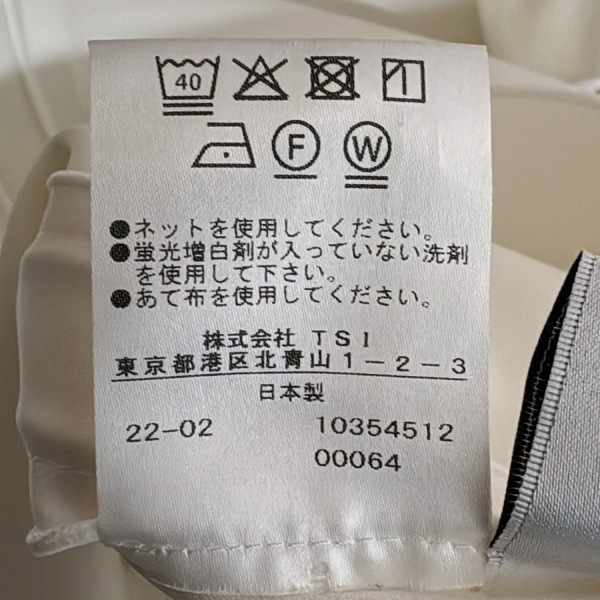 40
F W
●ネットを使用してください。
●蛍光増白剤が入っていない洗剤
を使用して下さい。
●あて布を使用してください。
株式会社 TSI
東京都港区北青山1-2-3
日本製
22-02 10354512
00064